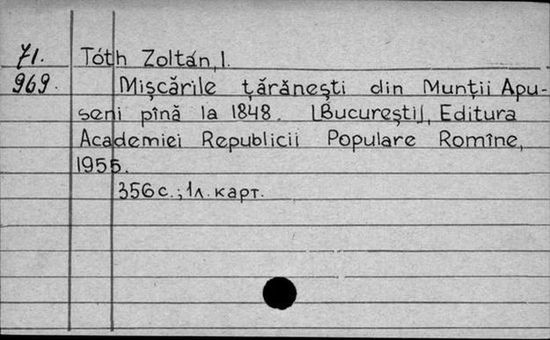 71. Tóth Zoltán, I.
969. Mișcările țărănești din Munții Apu-
seni pînă la 1848. [București], Editura
Academiei Republicii Populare Romîne,
1955.
356 с.; 1 л. карт.